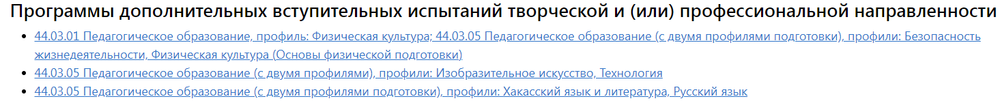 Программы дополнительных вступительных испытаний творческой и (или) профессиональной направленности
44.03.01 Педагогическое образование, профиль: Физическая культура; 44.03.05 Педагогическое образование (с двумя профилями подготовки), профили: Безопасность
жизнедеятельности, Физическая культура (Основы физической подготовки)
44.03.05 Педагогическое образование (с двумя профилями), профили: Изобразительное искусство, Технология
44.03.05 Педагогическое образование (с двумя профилями подготовки), профили: Хакасский язык и литература, Русский язык